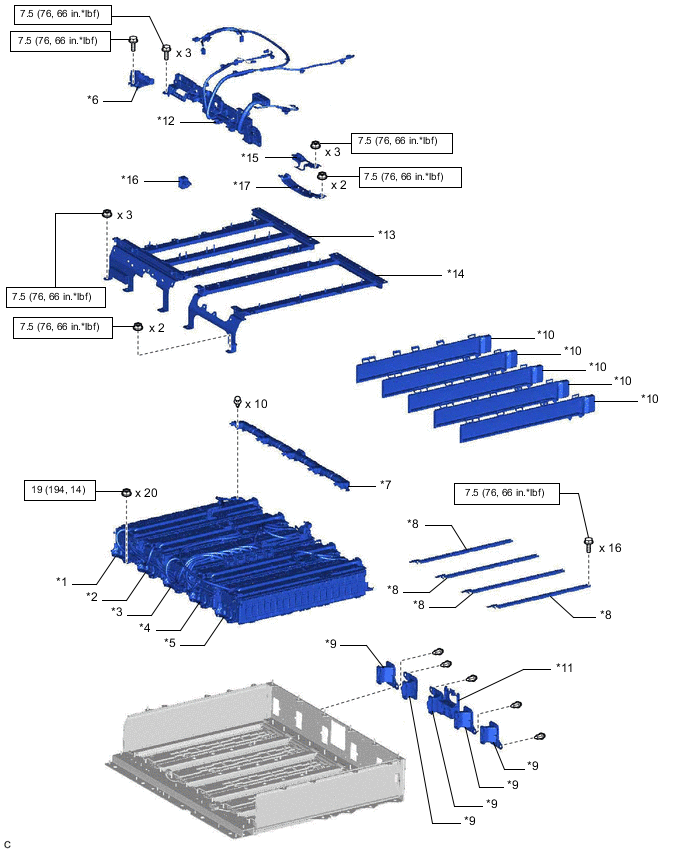 7.5 (76, 66 in.*lbf)
7.5 (76, 66 in.*lbf)
x 3
*6
*12
7.5 (76, 66 in.*lbf)
*15
x 3
7.5 (76, 66 in.*lbf)
*16
*17
x 2
x 3
*13
*14
7.5 (76, 66 in.*lbf)
7.5 (76, 66 in.*lbf)
x 2
*10
*10
*10
*10
*10
x 10
*7
19 (194, 14)
x 20
7.5 (76, 66 in.*lbf)
*8
x 16
*1
*2
*3
*4
*5
*8
*8
*8
*9
*11
*9
*9
*9
*9
C